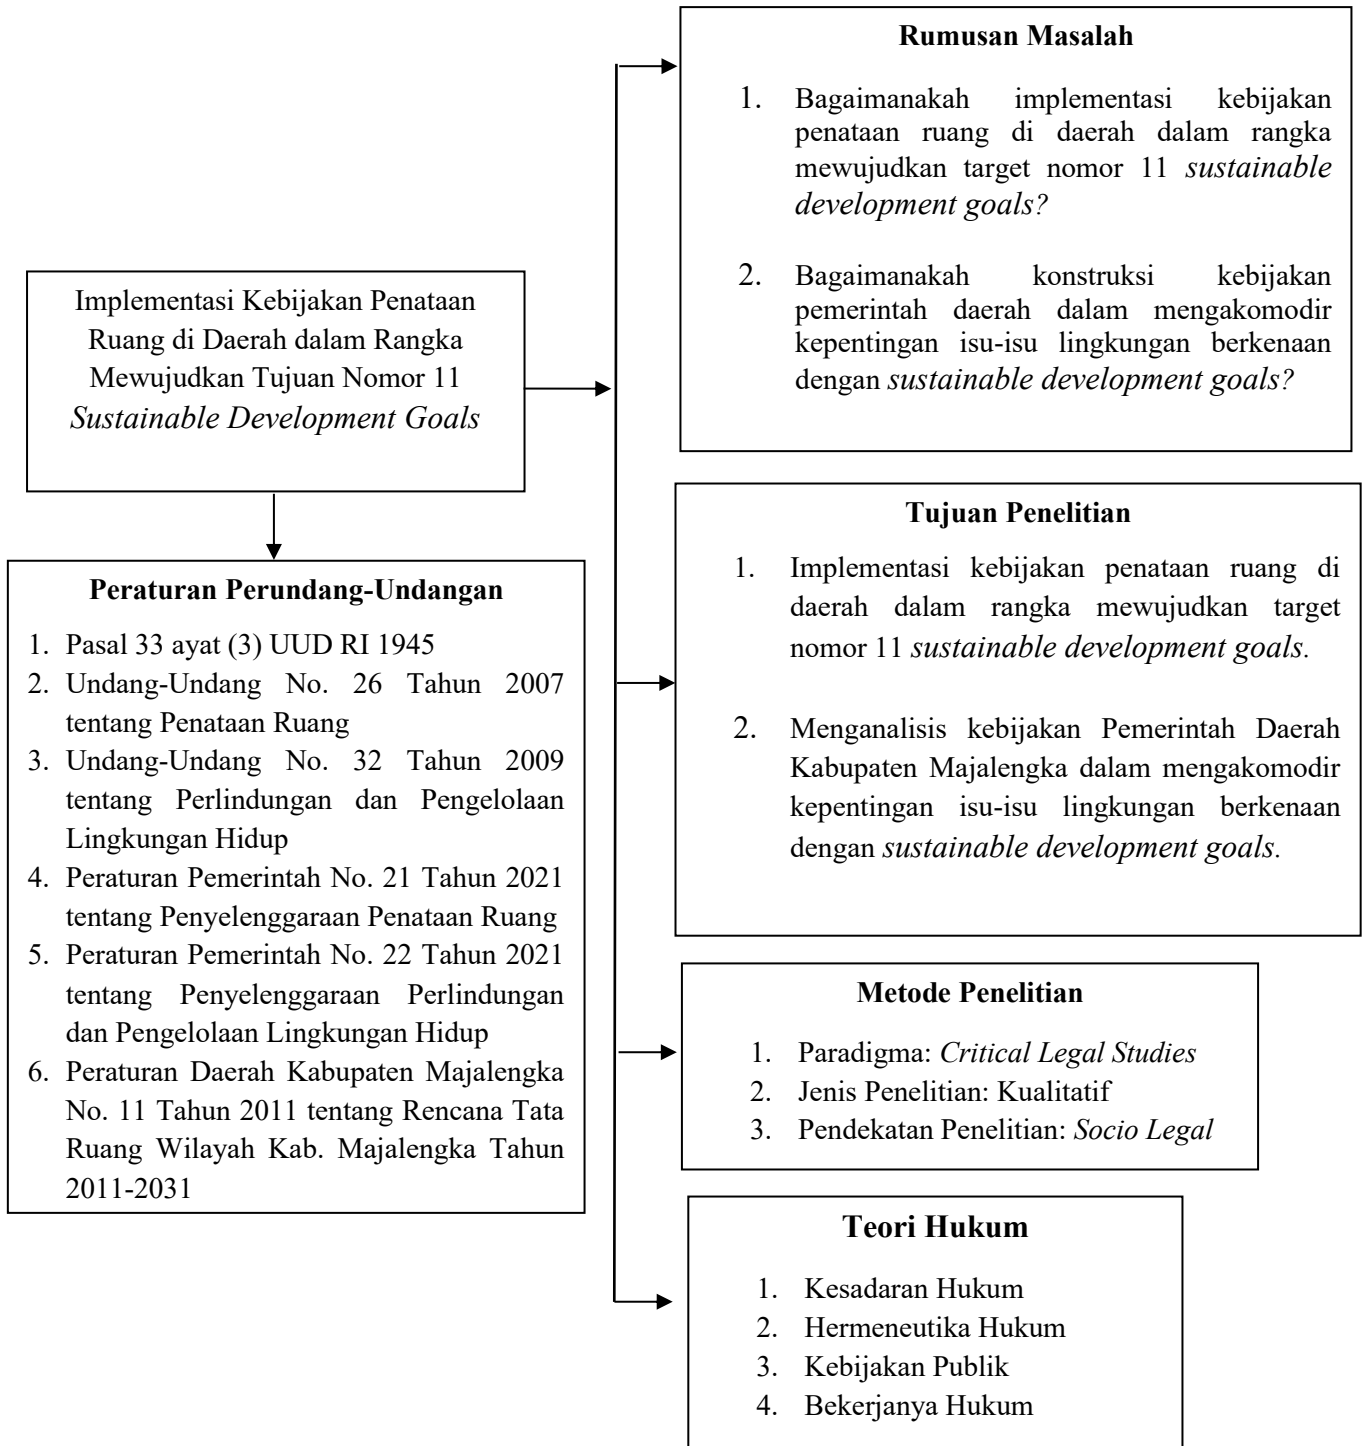 Implementasi Kebijakan Penataan
Ruang di Daerah dalam Rangka
Mewujudkan Tujuan Nomor 11
Sustainable Development Goals
Peraturan Perundang-Undangan
1. Pasal 33 ayat (3) UUD RI 1945
2. Undang-Undang No. 26 Tahun 2007
tentang Penataan Ruang
3. Undang-Undang No. 32 Tahun 2009
tentang Perlindungan dan Pengelolaan
Lingkungan Hidup
4. Peraturan Pemerintah No. 21 Tahun 2021
tentang Penyelenggaraan Penataan Ruang
5. Peraturan Pemerintah No. 22 Tahun 2021
tentang Penyelenggaraan Perlindungan
dan Pengelolaan Lingkungan Hidup
6. Peraturan Daerah Kabupaten Majalengka
No. 11 Tahun 2011 tentang Rencana Tata
Ruang Wilayah Kab. Majalengka Tahun
2011-2031
Rumusan Masalah
1. Bagaimanakah implementasi kebijakan
penataan ruang di daerah dalam rangka
mewujudkan target nomor 11 sustainable
development goals?
2. Bagaimanakah konstruksi kebijakan
pemerintah daerah dalam mengakomodir
kepentingan isu-isu lingkungan berkenaan
dengan sustainable development goals?
Tujuan Penelitian
1. Implementasi kebijakan penataan ruang di
daerah dalam rangka mewujudkan target
nomor 11 sustainable development goals.
2. Menganalisis kebijakan Pemerintah Daerah
Kabupaten Majalengka dalam mengakomodir
kepentingan isu-isu lingkungan berkenaan
dengan sustainable development goals.
Metode Penelitian
1. Paradigma: Critical Legal Studies
2. Jenis Penelitian: Kualitatif
3. Pendekatan Penelitian: Socio Legal
Teori Hukum
1. Kesadaran Hukum
2. Hermeneutika Hukum
3. Kebijakan Publik
4. Bekerjanya Hukum